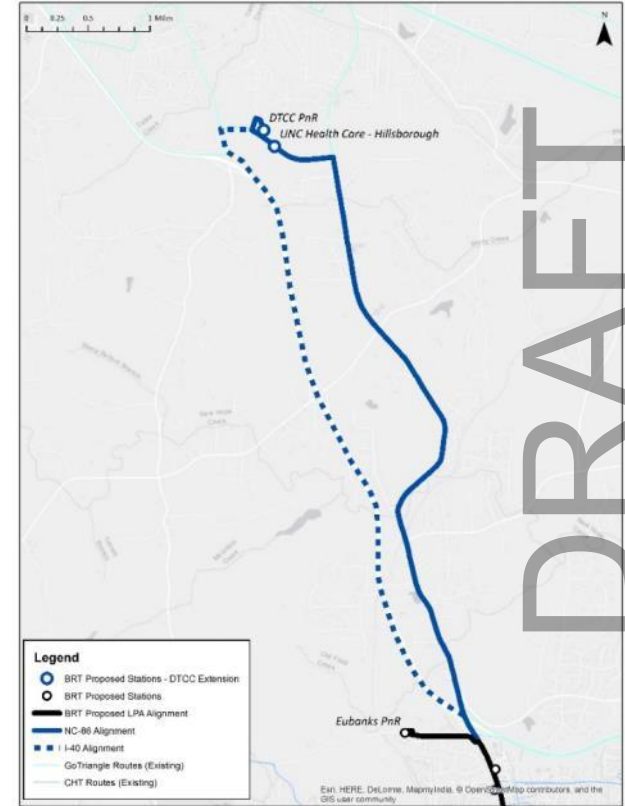 0 0.25 0.5 1 Miles
N
DTCC PnR
UNC Health Care - Hillsborough
DRAFT
Eubanks PnR
Legend
BRT Proposed Stations - DTCC Extension
BRT Proposed Stations
BRT Proposed LPA Alignment
NC-86 Alignment
I-40 Alignment
GoTriangle Routes (Existing)
CHT Routes (Existing)
Esri, HERE, DeLorme, MapmyIndia, © OpenStreetMap contributors, and the
GIS user community